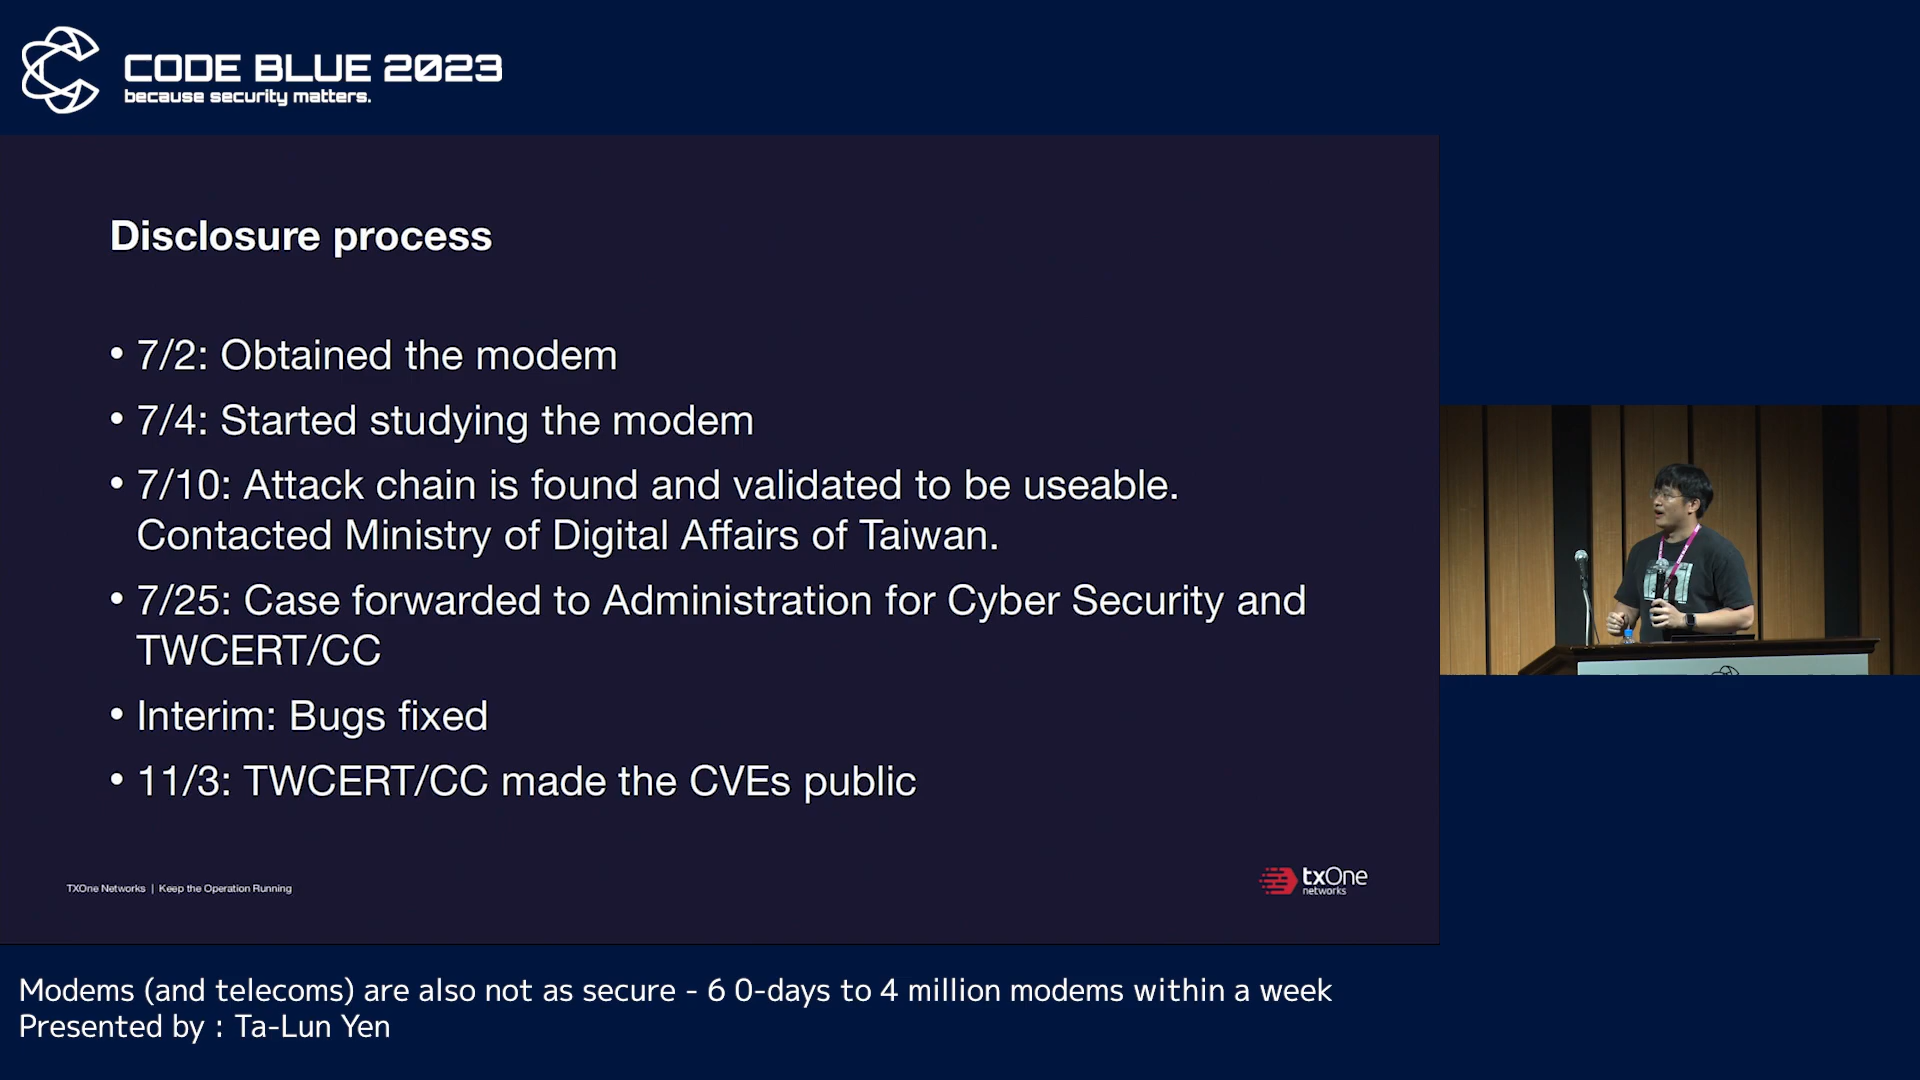 CODE BLUE 2023
because security matters.
Disclosure process
• 7/2: Obtained the modem
• 7/4: Started studying the modem
• 7/10: Attack chain is found and validated to be useable.
Contacted Ministry of Digital Affairs of Taiwan.
• 7/25: Case forwarded to Administration for Cyber Security and
TWCERT/CC
• Interim: Bugs fixed
• 11/3: TWCERT/CC made the CVEs public
TXOne Networks | Keep the Operation Running
txOne
networks
Modems (and telecoms) are also not as secure - 6 0-days to 4 million modems within a week
Presented by : Ta-Lun Yen